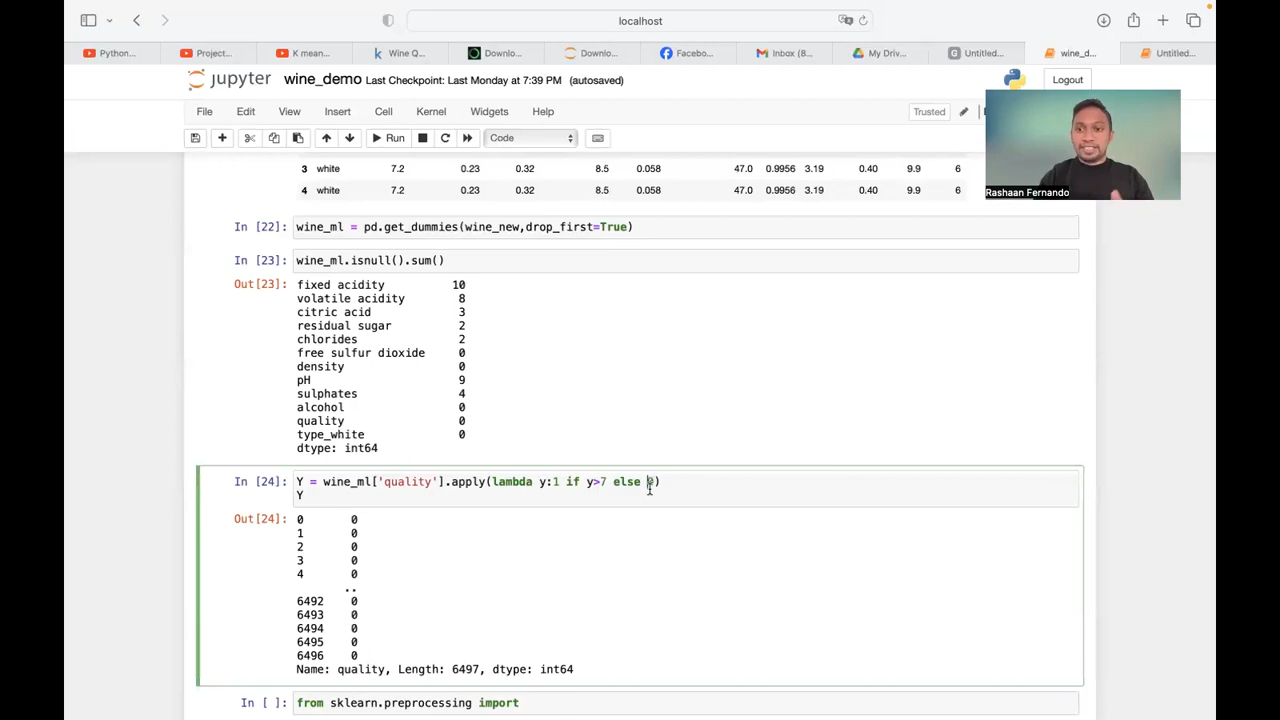 localhost
Python...
Project...
K mean...
Wine Q...
Downlo...
Downlo...
Facebo...
Inbox (8...
My Driv...
Untitled...
wine_d...
Untitled...
jupyter wine_demo Last Checkpoint: Last Monday at 7:39 PM (autosaved)
Logout
File Edit View Insert Cell Kernel Widgets Help
Trusted
Run Code
Rashaan Fernando
3 white 7.2 0.23 0.32 8.5 0.058 47.0 0.9956 3.19 0.40 9.9 6
4 white 7.2 0.23 0.32 8.5 0.058 47.0 0.9956 3.19 0.40 9.9 6
In [22]: wine_ml = pd.get_dummies(wine_new,drop_first=True)
In [23]: wine_ml.isnull().sum()
Out[23]: fixed acidity 10
volatile acidity 8
citric acid 3
residual sugar 2
chlorides 2
free sulfur dioxide 0
density 0
pH 9
sulphates 4
alcohol 0
quality 0
type_white 0
dtype: int64
In [24]: Y = wine_ml['quality'].apply(lambda y:1 if y>7 else 0)
Y
Out[24]: 0 0
1 0
2 0
3 0
4 0
..
6492 0
6493 0
6494 0
6495 0
6496 0
Name: quality, Length: 6497, dtype: int64
In [ ]: from sklearn.preprocessing import